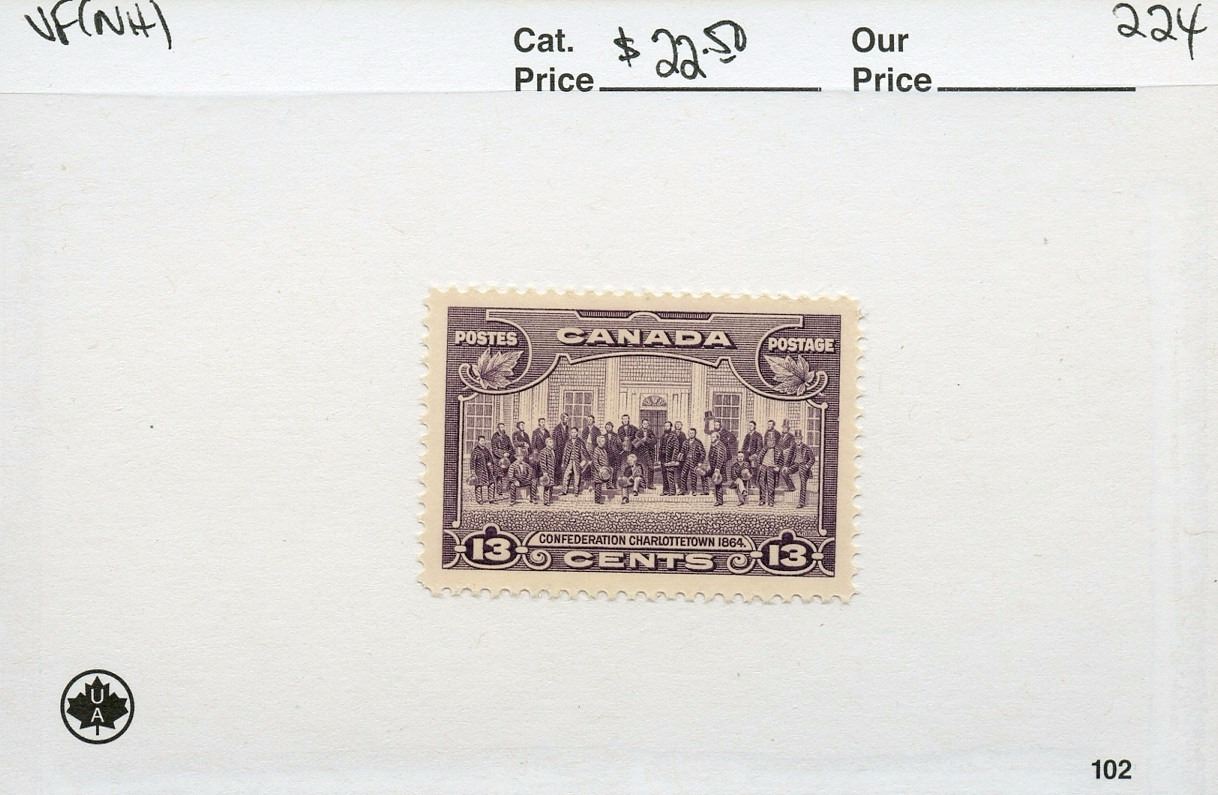 VF(NH)
Cat. Price $22.50
Our Price
224
POSTES CANADA POSTAGE
CONFEDERATION CHARLOTTETOWN 1864.
13 CENTS 13
U
A
102